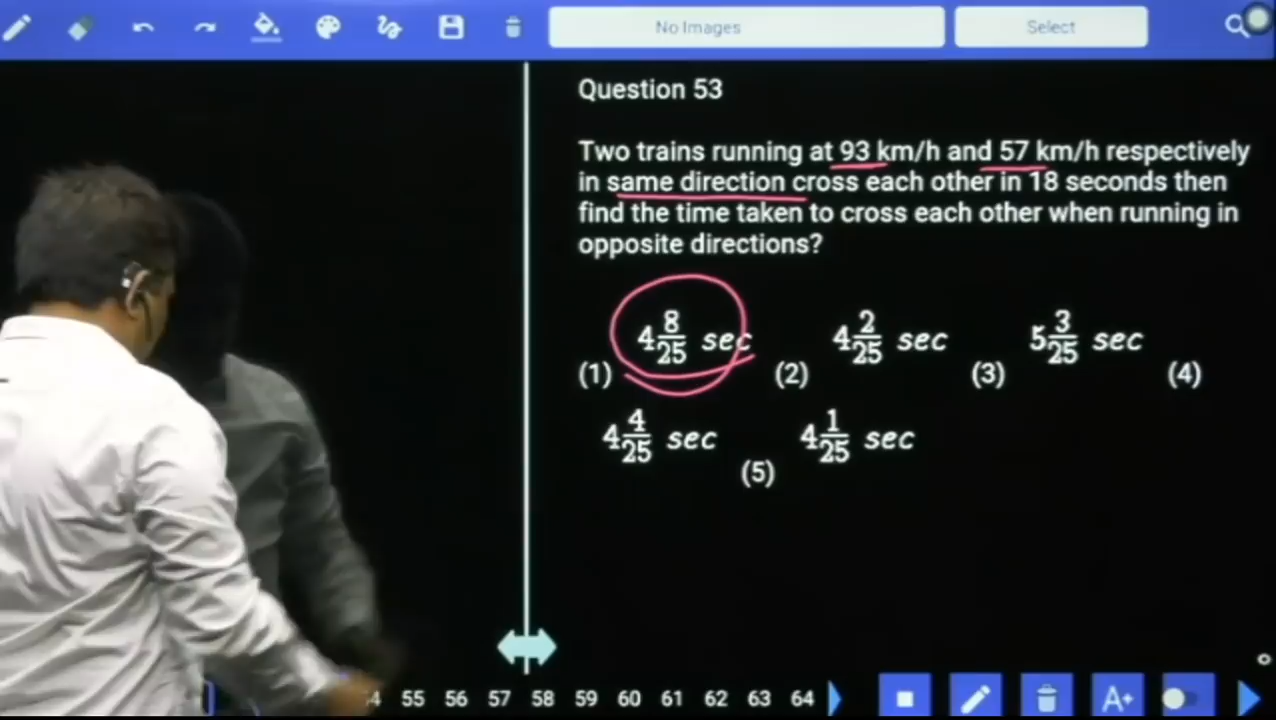 No Images
Select
Question 53
Two trains running at 93 km/h and 57 km/h respectively
in same direction cross each other in 18 seconds then
find the time taken to cross each other when running in
opposite directions?
(1) 4 8/25 sec (2) 4 2/25 sec (3) 5 3/25 sec (4)
4 4/25 sec (5) 4 1/25 sec
55 56 57 58 59 60 61 62 63 64
A+